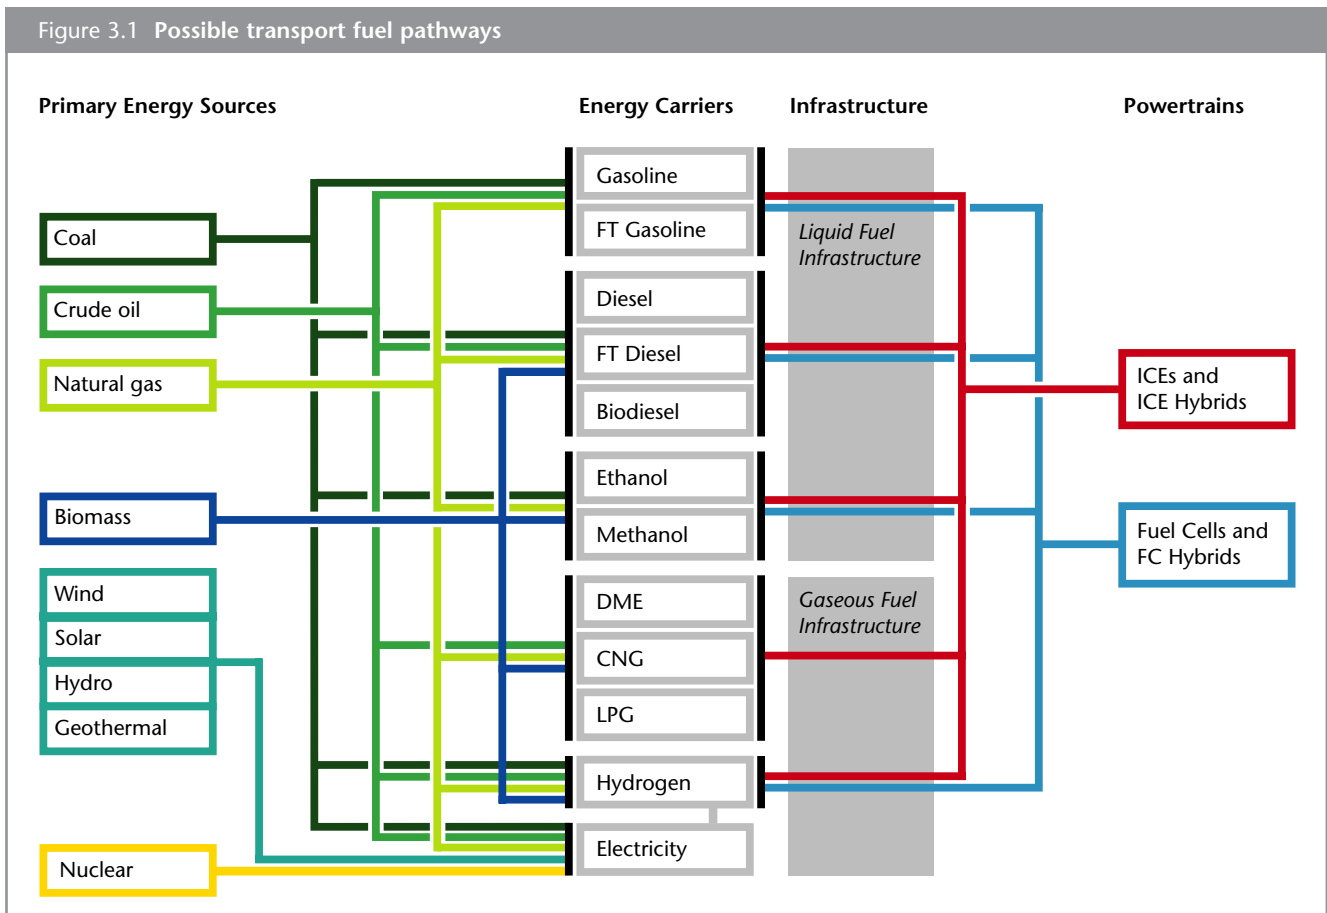 Figure 3.1 Possible transport fuel pathways
Primary Energy Sources
Energy Carriers
Infrastructure
Powertrains
Coal
Crude oil
Natural gas
Biomass
Wind
Solar
Hydro
Geothermal
Nuclear
Gasoline
FT Gasoline
Diesel
FT Diesel
Biodiesel
Ethanol
Methanol
DME
CNG
LPG
Hydrogen
Electricity
Liquid Fuel
Infrastructure
Gaseous Fuel
Infrastructure
ICEs and
ICE Hybrids
Fuel Cells and
FC Hybrids